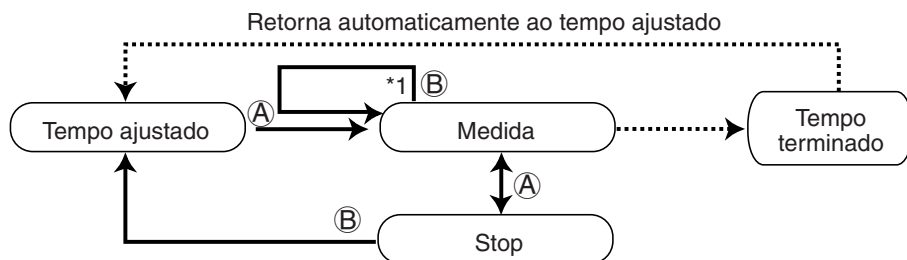 Retorna automaticamente ao tempo ajustado
*1 Ⓑ
Tempo ajustado
Ⓐ
Medida
Tempo
terminado
Ⓐ
Ⓑ
Stop